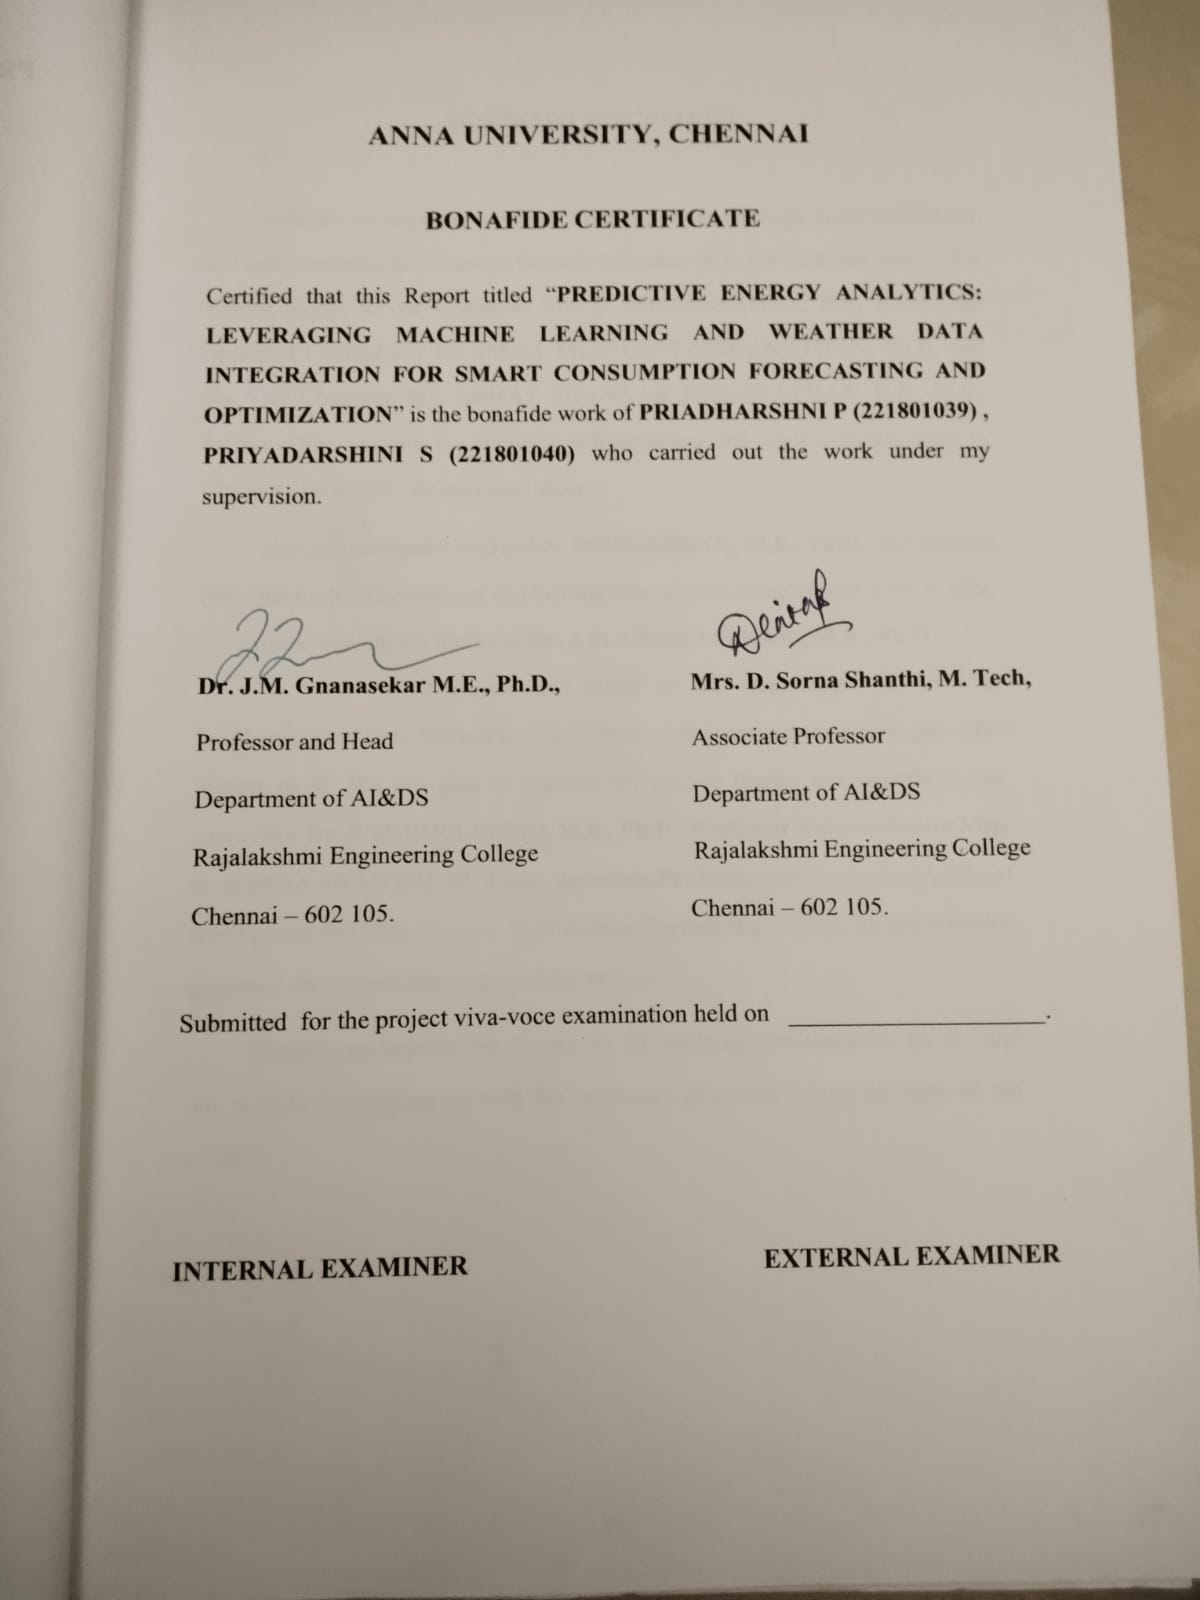 ANNA UNIVERSITY, CHENNAI
BONAFIDE CERTIFICATE
Certified that this Report titled “PREDICTIVE ENERGY ANALYTICS:
LEVERAGING MACHINE LEARNING AND WEATHER DATA
INTEGRATION FOR SMART CONSUMPTION FORECASTING AND
OPTIMIZATION” is the bonafide work of PRIADHARSHNI P (221801039) ,
PRIYADARSHINI S (221801040) who carried out the work under my
supervision.
Dr. J.M. Gnanasekar M.E., Ph.D.,
Professor and Head
Department of AI&DS
Rajalakshmi Engineering College
Chennai – 602 105.
Mrs. D. Sorna Shanthi, M. Tech,
Associate Professor
Department of AI&DS
Rajalakshmi Engineering College
Chennai – 602 105.
Submitted for the project viva-voce examination held on ____________________.
INTERNAL EXAMINER
EXTERNAL EXAMINER